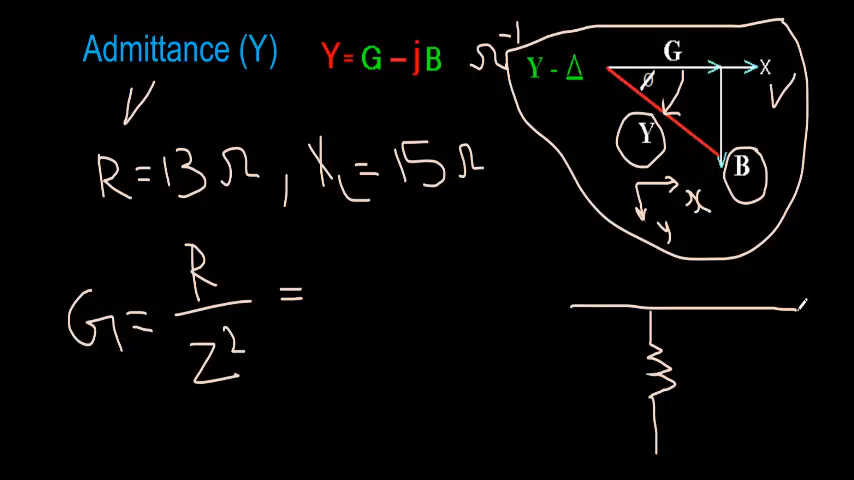 Admittance (Y) Y = G – jB Ω⁻¹
Y - Δ G X
ø
Y B
R = 13 Ω, X_L = 15 Ω
x
y
G = R / Z² =